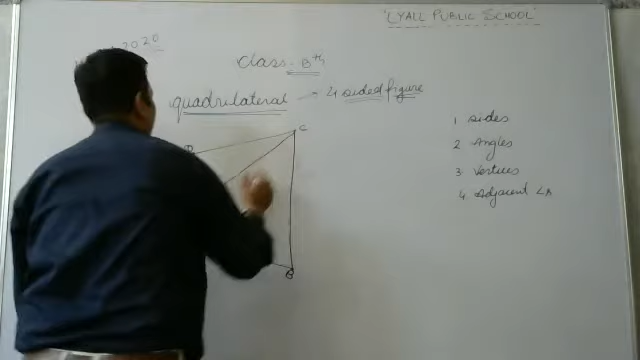 'LYALL PUBLIC SCHOOL'
2020
Class - 8th
quadrilateral → 4 sided figure
D
C
B
1 sides
2 Angles
3 Vertices
4 Adjacent ∠s